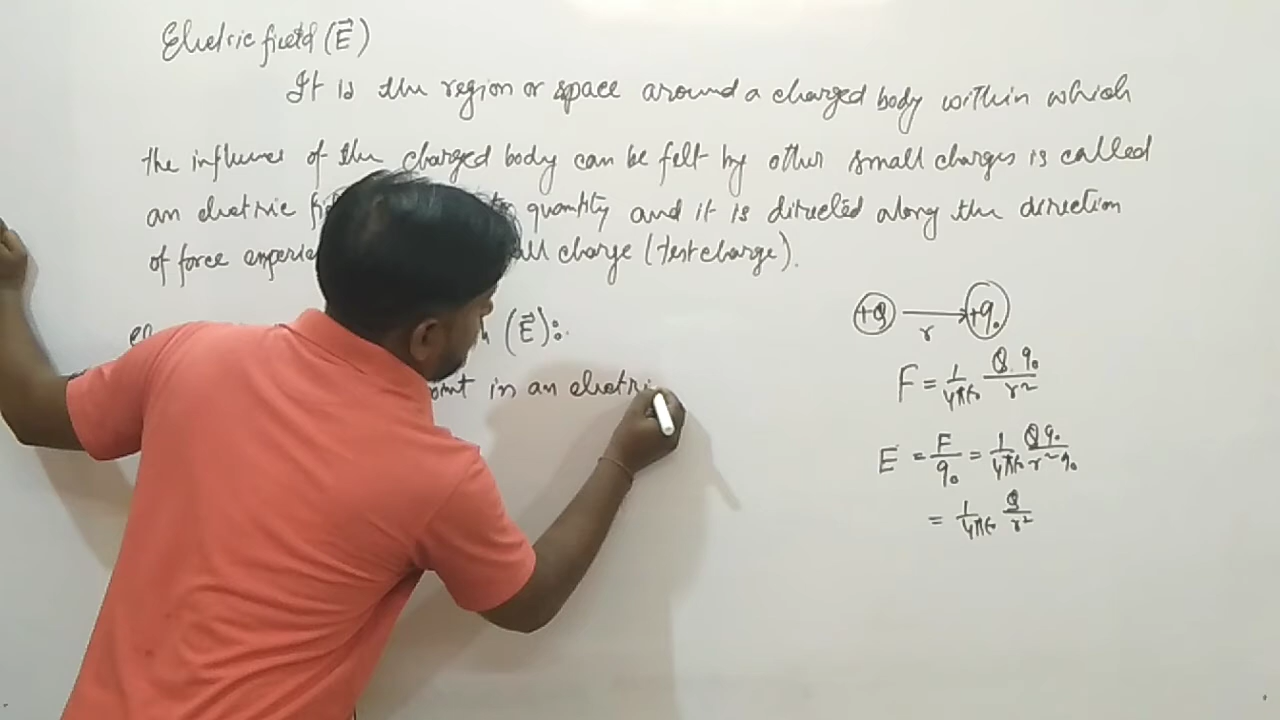 Electric field (E⃗)
It is the region or space around a charged body within which
the influence of the charged body can be felt by other small charges is called
an electric quantity and it is directed along the direction
of force charge (test charge).
(E⃗):
in an electri
+Q r +q₀
F = 1/4πε₀ Q q₀/r²
E = F/q₀ = 1/4πε₀ Q q₀/r² q₀
= 1/4πε₀ Q/r²